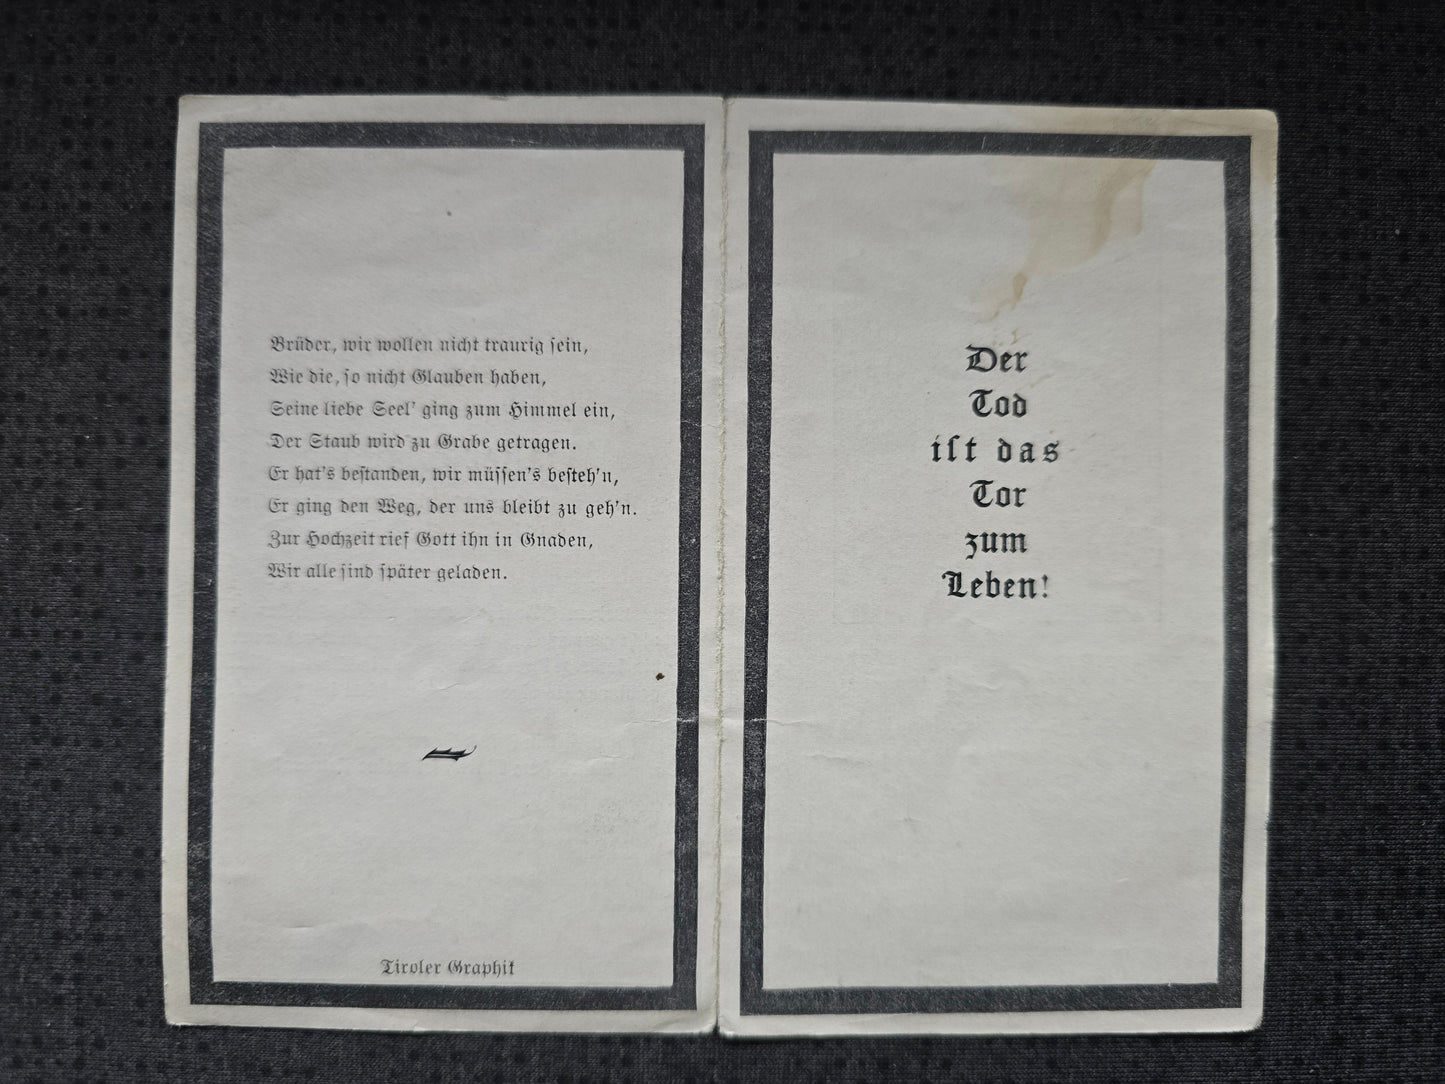 Brüder, wir wollen nicht traurig sein,
Wie die, so nicht Glauben haben,
Seine liebe Seel' ging zum Himmel ein,
Der Staub wird zu Grabe getragen.
Er hat's bestanden, wir müssen's besteh'n,
Er ging den Weg, der uns bleibt zu geh'n.
Zur Hochzeit rief Gott ihn in Gnaden,
Wir alle sind später geladen.
Tiroler Graphik
Der
Tod
ist das
Tor
zum
Leben!